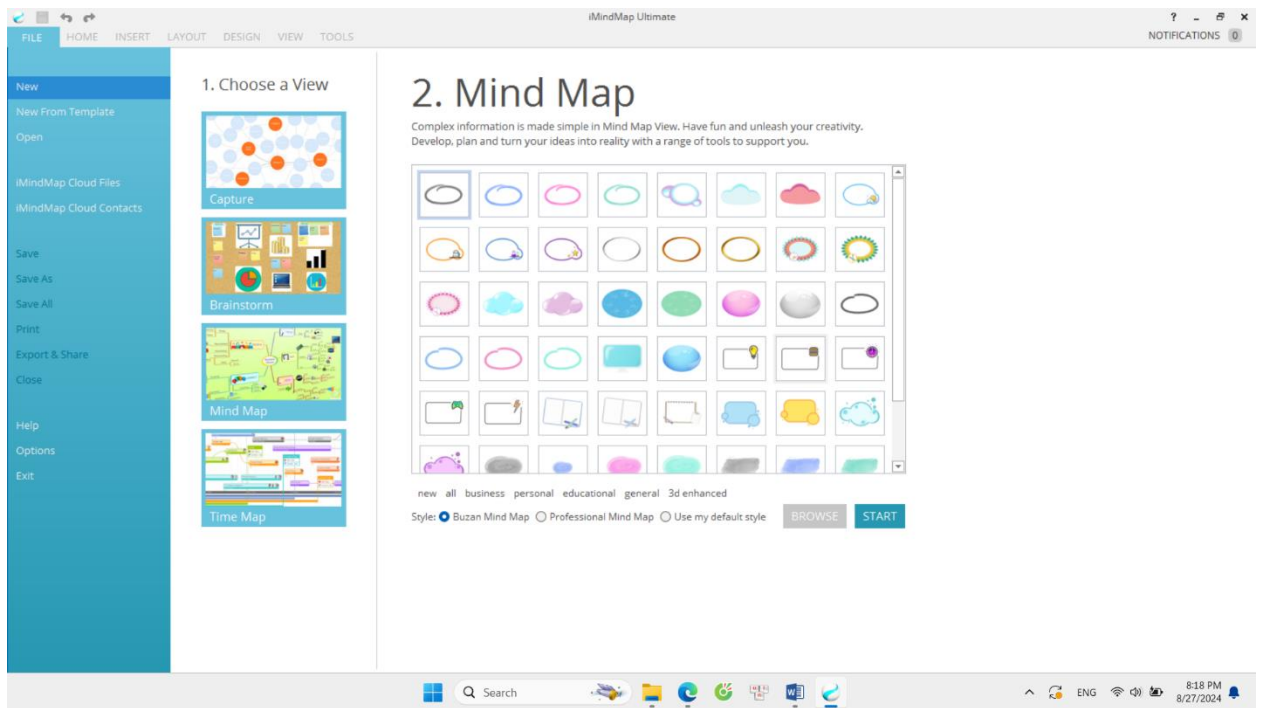 iMindMap Ultimate
FILE HOME INSERT LAYOUT DESIGN VIEW TOOLS
NOTIFICATIONS 0
New
New From Template
Open
iMindMap Cloud Files
iMindMap Cloud Contacts
Save
Save As
Save All
Print
Export & Share
Close
Help
Options
Exit
1. Choose a View
Capture
Brainstorm
Mind Map
Time Map
2. Mind Map
Complex information is made simple in Mind Map View. Have fun and unleash your creativity.
Develop, plan and turn your ideas into reality with a range of tools to support you.
new all business personal educational general 3d enhanced
Style: Buzan Mind Map Professional Mind Map Use my default style BROWSE START
Search
ENG
8:18 PM
8/27/2024